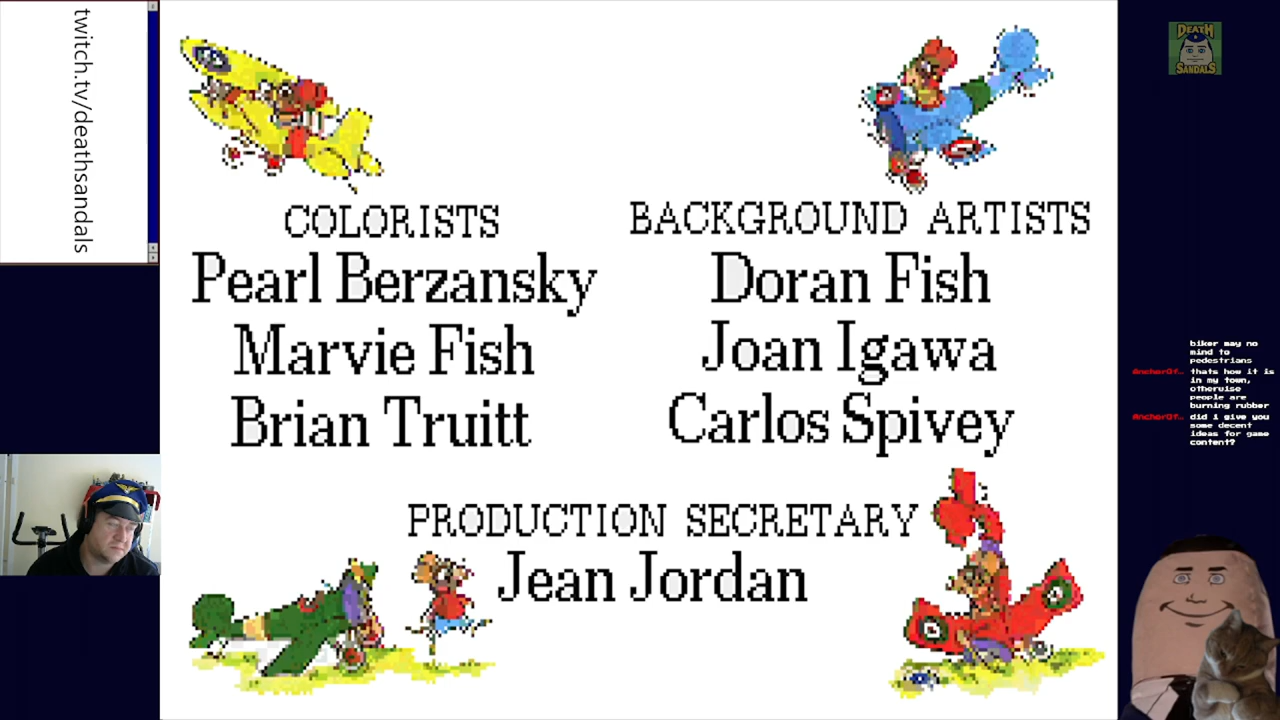 twitch.tv/deathsandals
DEATH
SANDALS
COLORISTS
Pearl Berzansky
Marvie Fish
Brian Truitt
BACKGROUND ARTISTS
Doran Fish
Joan Igawa
Carlos Spivey
PRODUCTION SECRETARY
Jean Jordan
biker may no
mind to
pedestrians
AncherOf… thats how it is
in my town,
otherwise
people are
burning rubber
AncherOf… did i give you
some decent
ideas for game
content?